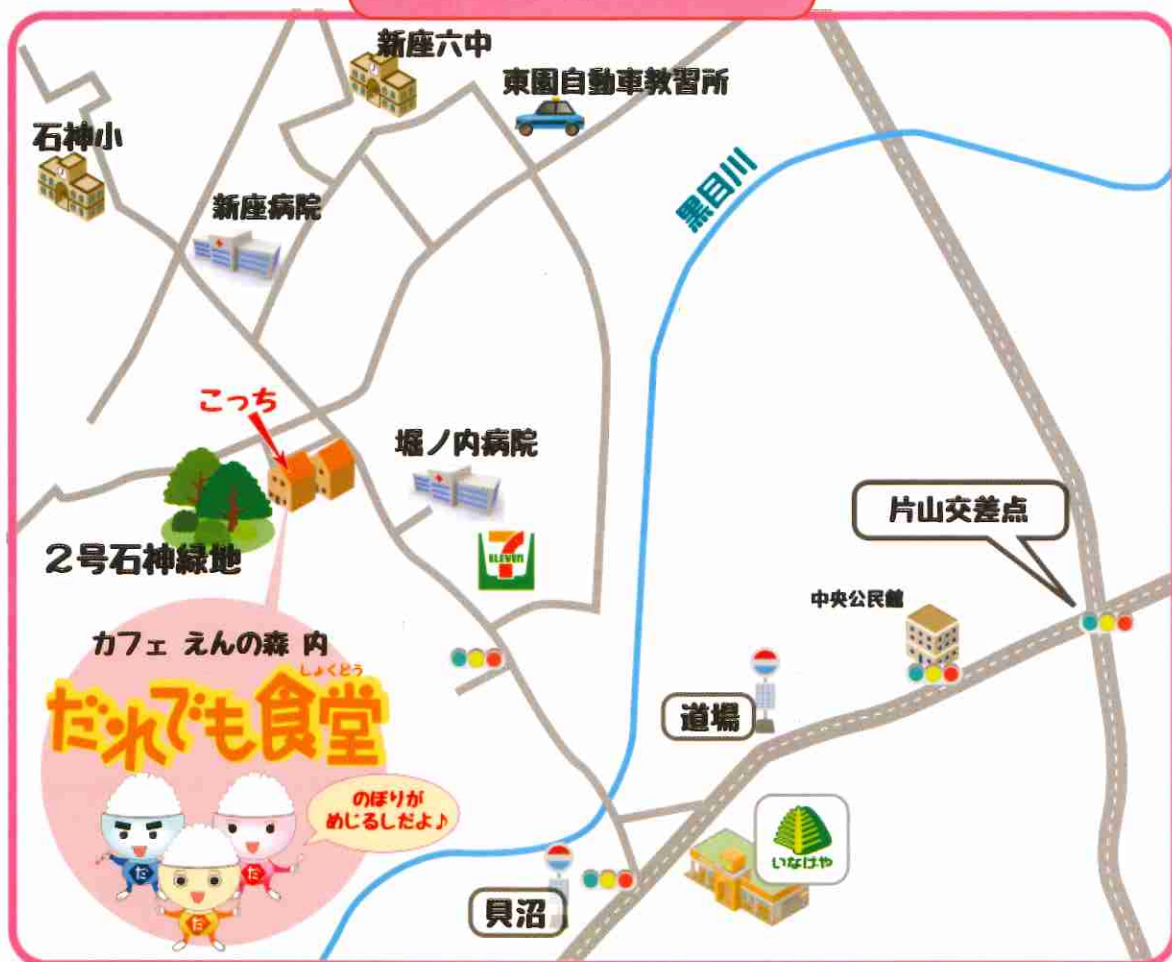 新座六中
東園自動車教習所
石神小
黒目川
新座病院
こっち
堀ノ内病院
片山交差点
ELEVEN
2号石神緑地
中央公民館
カフェ えんの森 内
しょくどう
だれでも食堂
道場
のぼりが
めじるしだよ♪
いなげや
だ
だ
だ
貝沼